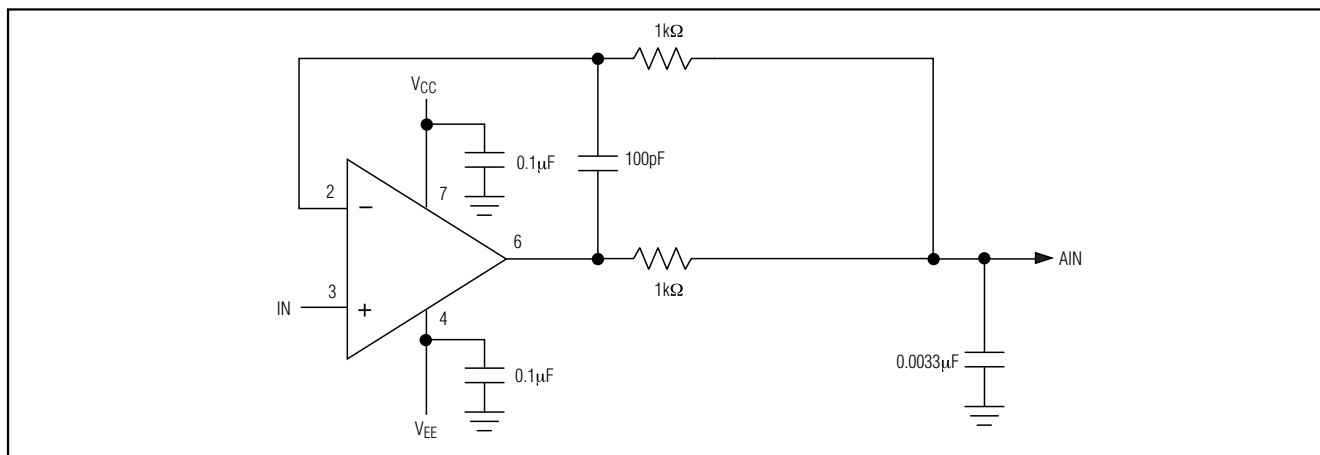 1kΩ
VCC
0.1µF
100pF
2
7
−
6
AIN
1kΩ
IN
3
+
4
0.0033µF
0.1µF
VEE